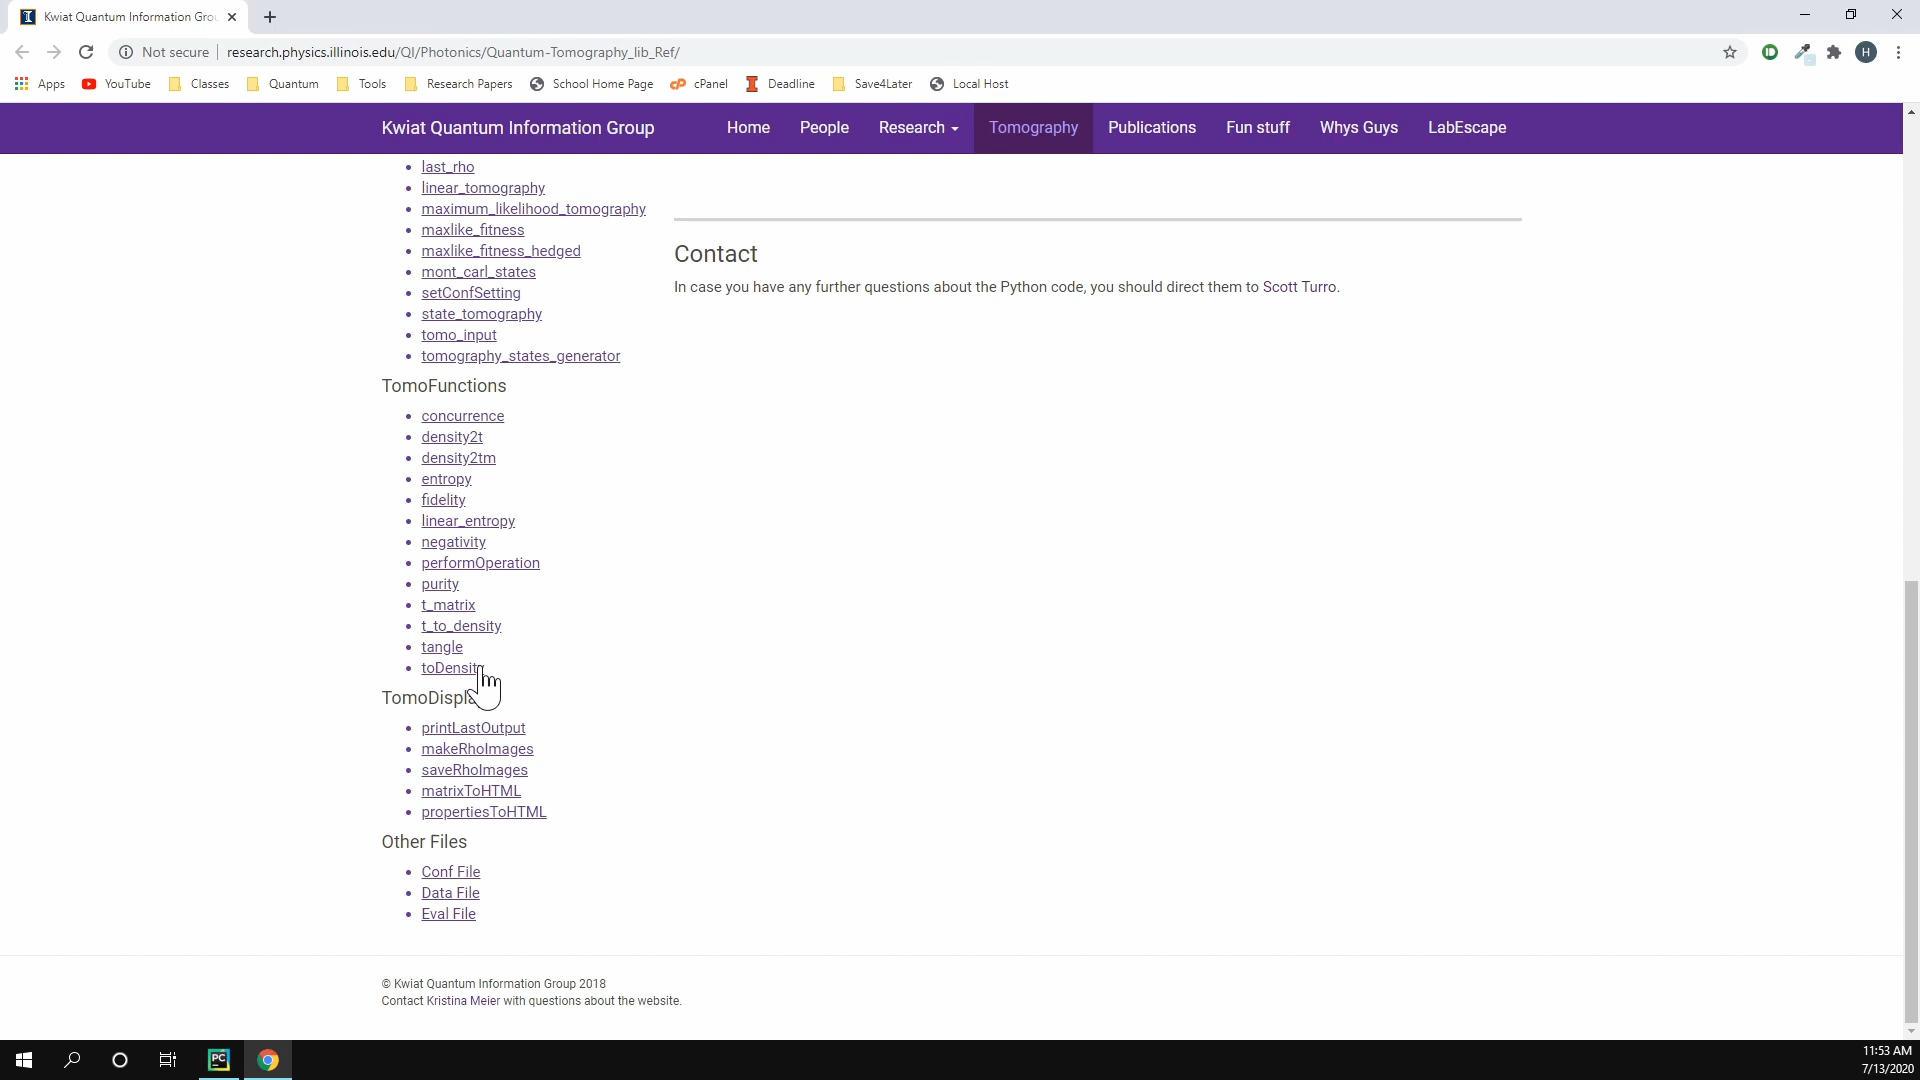 Kwiat Quantum Information Grou
Not secure
research.physics.illinois.edu/QI/Photonics/Quantum-Tomography_lib_Ref/
H
Apps
YouTube
Classes
Quantum
Tools
Research Papers
School Home Page
cPanel
Deadline
Save4Later
Local Host
Kwiat Quantum Information Group
Home
People
Research
Tomography
Publications
Fun stuff
Whys Guys
LabEscape
last_rho
linear_tomography
maximum_likelihood_tomography
maxlike_fitness
maxlike_fitness_hedged
mont_carl_states
setConfSetting
state_tomography
tomo_input
tomography_states_generator
TomoFunctions
concurrence
density2t
density2tm
entropy
fidelity
linear_entropy
negativity
performOperation
purity
t_matrix
t_to_density
tangle
toDensity
TomoDispla
printLastOutput
makeRhoImages
saveRhoImages
matrixToHTML
propertiesToHTML
Other Files
Conf File
Data File
Eval File
Contact
In case you have any further questions about the Python code, you should direct them to Scott Turro.
© Kwiat Quantum Information Group 2018
Contact Kristina Meier with questions about the website.
PC
11:53 AM
7/13/2020